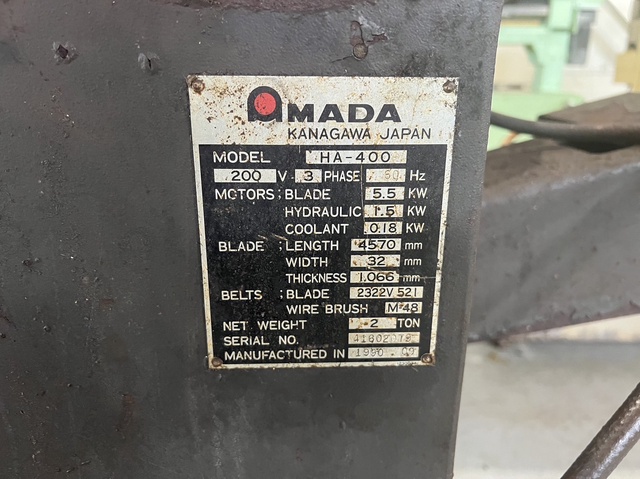 AMADA
KANAGAWA JAPAN
MODEL HA-400
200 V 3 PHASE 60 Hz
MOTORS; BLADE 5.5 KW
HYDRAULIC 1.5 KW
COOLANT 0.18 KW
BLADE; LENGTH 4570 mm
WIDTH 32 mm
THICKNESS 1.066 mm
BELTS; BLADE 2322V521
WIRE BRUSH M48
NET WEIGHT 2 TON
SERIAL NO.
MANUFACTURED IN 1990